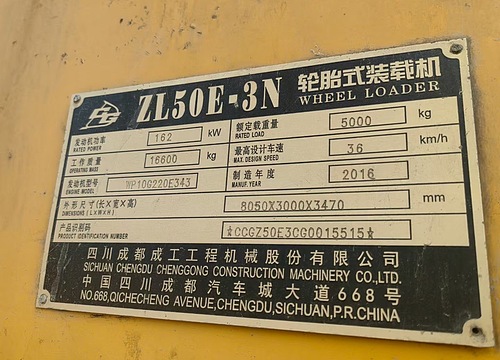 CG ZL50E-3N 轮胎式装载机
WHEEL LOADER
发动机功率 162 kW 额定载重量 5000 kg
RATED POWER RATED LOAD
工作质量 16600 kg 最高设计车速 36 km/h
OPERATING MASS MAX. DESIGN SPEED
发动机型号 WP10G220E343 制造年度 2016
ENGINE MODEL MANUF. YEAR
外形尺寸(长×宽×高) 8050X3000X3470 mm
DIMENSIONS (L×W×H)
产品识别码 ★CCGZ50E3CG0015515★
PRODUCT IDENTIFICATION NUMBER
四川成都成工工程机械股份有限公司
SICHUAN CHENGDU CHENGGONG CONSTRUCTION MACHINERY CO.,LTD.
中国四川成都汽车城大道668号
NO.668,QICHECHENG AVENUE,CHENGDU,SICHUAN,P.R.CHINA